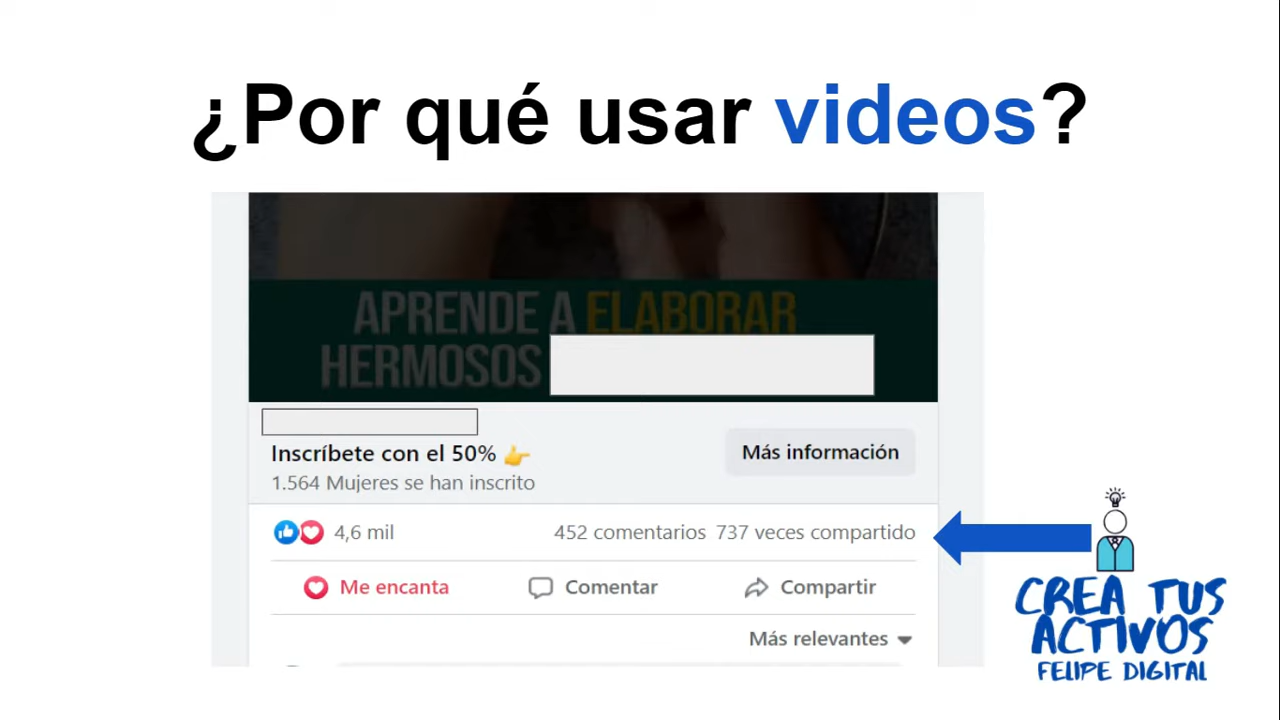 ¿Por qué usar videos?
APRENDE A ELABORAR
HERMOSOS
Inscríbete con el 50% 👉
Más información
1.564 Mujeres se han inscrito
4,6 mil
452 comentarios 737 veces compartido
Me encanta Comentar Compartir
Más relevantes
CREA TUS
ACTIVOS
FELIPE DIGITAL